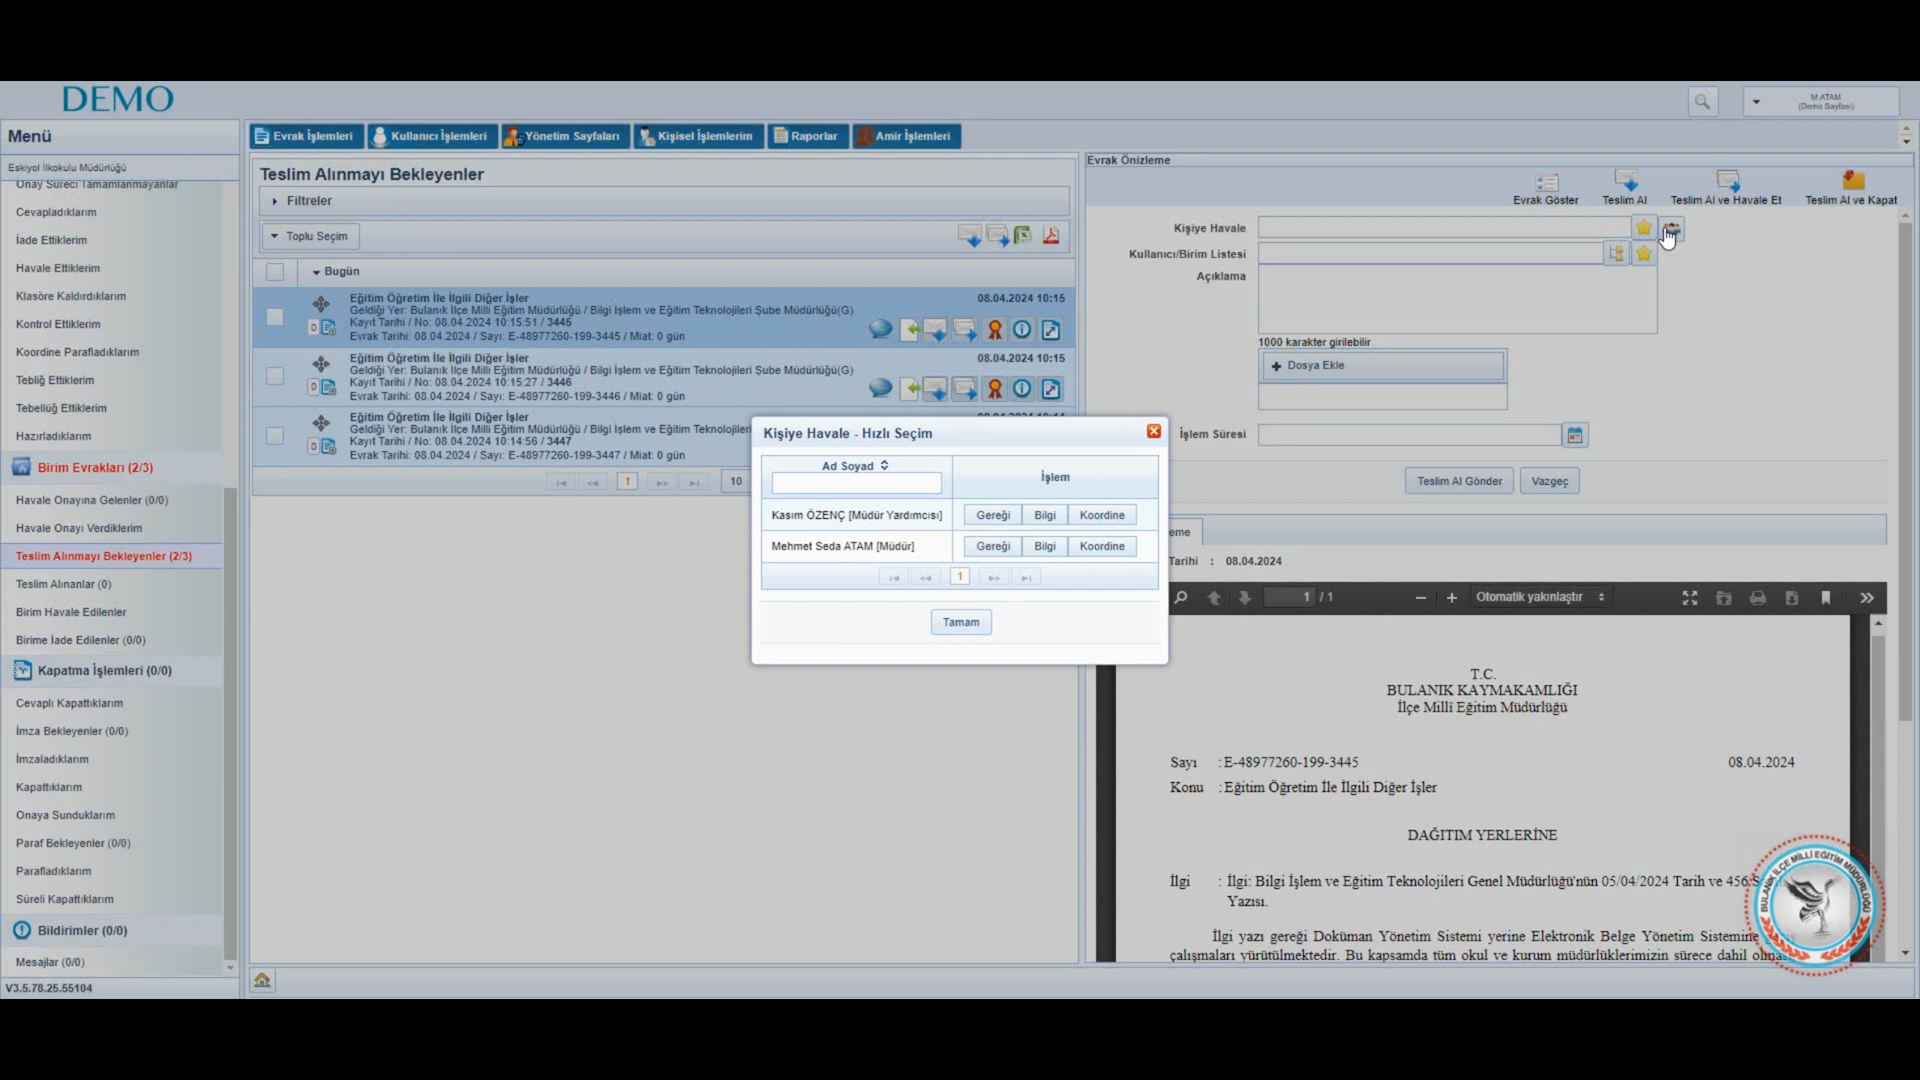 DEMO
M.ATAM
(Demo Sayfası)
Menü
Eskiyol İlkokulu Müdürlüğü
Onay Süreci Tamamlanmayanlar
Cevapladıklarım
İade Ettiklerim
Havale Ettiklerim
Klasöre Kaldırdıklarım
Kontrol Ettiklerim
Koordine Parafladıklarım
Tebliğ Ettiklerim
Tebellüğ Ettiklerim
Hazırladıklarım
Birim Evrakları (2/3)
Havale Onayına Gelenler (0/0)
Havale Onayı Verdiklerim
Teslim Alınmayı Bekleyenler (2/3)
Teslim Alınanlar (0)
Birim Havale Edilenler
Birime İade Edilenler (0/0)
Kapatma İşlemleri (0/0)
Cevaplı Kapattıklarım
İmza Bekleyenler (0/0)
İmzaladıklarım
Kapattıklarım
Onaya Sunduklarım
Paraf Bekleyenler (0/0)
Parafladıklarım
Süreli Kapattıklarım
Bildirimler (0/0)
Mesajlar (0/0)
V3.5.78.25.55104
Evrak İşlemleri
Kullanıcı İşlemleri
Yönetim Sayfaları
Kişisel İşlemlerim
Raporlar
Amir İşlemleri
Teslim Alınmayı Bekleyenler
Filtreler
Toplu Seçim
Bugün
Eğitim Öğretim İle İlgili Diğer İşler 08.04.2024 10:15
Geldiği Yer: Bulanık İlçe Milli Eğitim Müdürlüğü / Bilgi İşlem ve Eğitim Teknolojileri Şube Müdürlüğü(G)
Kayıt Tarihi / No: 08.04.2024 10:15:51 / 3445
0
Evrak Tarihi: 08.04.2024 / Sayı: E-48977260-199-3445 / Miat: 0 gün
Eğitim Öğretim İle İlgili Diğer İşler 08.04.2024 10:15
Geldiği Yer: Bulanık İlçe Milli Eğitim Müdürlüğü / Bilgi İşlem ve Eğitim Teknolojileri Şube Müdürlüğü(G)
Kayıt Tarihi / No: 08.04.2024 10:15:27 / 3446
0
Evrak Tarihi: 08.04.2024 / Sayı: E-48977260-199-3446 / Miat: 0 gün
Eğitim Öğretim İle İlgili Diğer İşler
Geldiği Yer: Bulanık İlçe Milli Eğitim Müdürlüğü / Bilgi İşlem ve Eğitim Teknolojileri
Kayıt Tarihi / No: 08.04.2024 10:14:56 / 3447
0
Evrak Tarihi: 08.04.2024 / Sayı: E-48977260-199-3447 / Miat: 0 gün
1
10
Kişiye Havale - Hızlı Seçim
Ad Soyad
İşlem
Kasım ÖZENÇ [Müdür Yardımcısı] Gereği Bilgi Koordine
Mehmet Seda ATAM [Müdür] Gereği Bilgi Koordine
1
Tamam
Evrak Önizleme
Evrak Göster
Teslim Al
Teslim Al ve Havale Et
Teslim Al ve Kapat
Kişiye Havale
Kullanıcı/Birim Listesi
Açıklama
1000 karakter girilebilir
Dosya Ekle
İşlem Süresi
Teslim Al Gönder
Vazgeç
eme
Tarihi : 08.04.2024
1 / 1
Otomatik yakınlaştır
T.C.
BULANIK KAYMAKAMLIĞI
İlçe Millî Eğitim Müdürlüğü
Sayı : E-48977260-199-3445 08.04.2024
Konu : Eğitim Öğretim İle İlgili Diğer İşler
DAĞITIM YERLERİNE
İlgi : İlgi: Bilgi İşlem ve Eğitim Teknolojileri Genel Müdürlüğü'nün 05/04/2024 Tarih ve 456
Yazısı.
İlgi yazı gereği Doküman Yönetim Sistemi yerine Elektronik Belge Yönetim Sistemine
çalışmaları yürütülmektedir. Bu kapsamda tüm okul ve kurum müdürlüklerimizin sürece dahil
BULANIK İLÇE MİLLİ EĞİTİM MÜDÜRLÜĞÜ